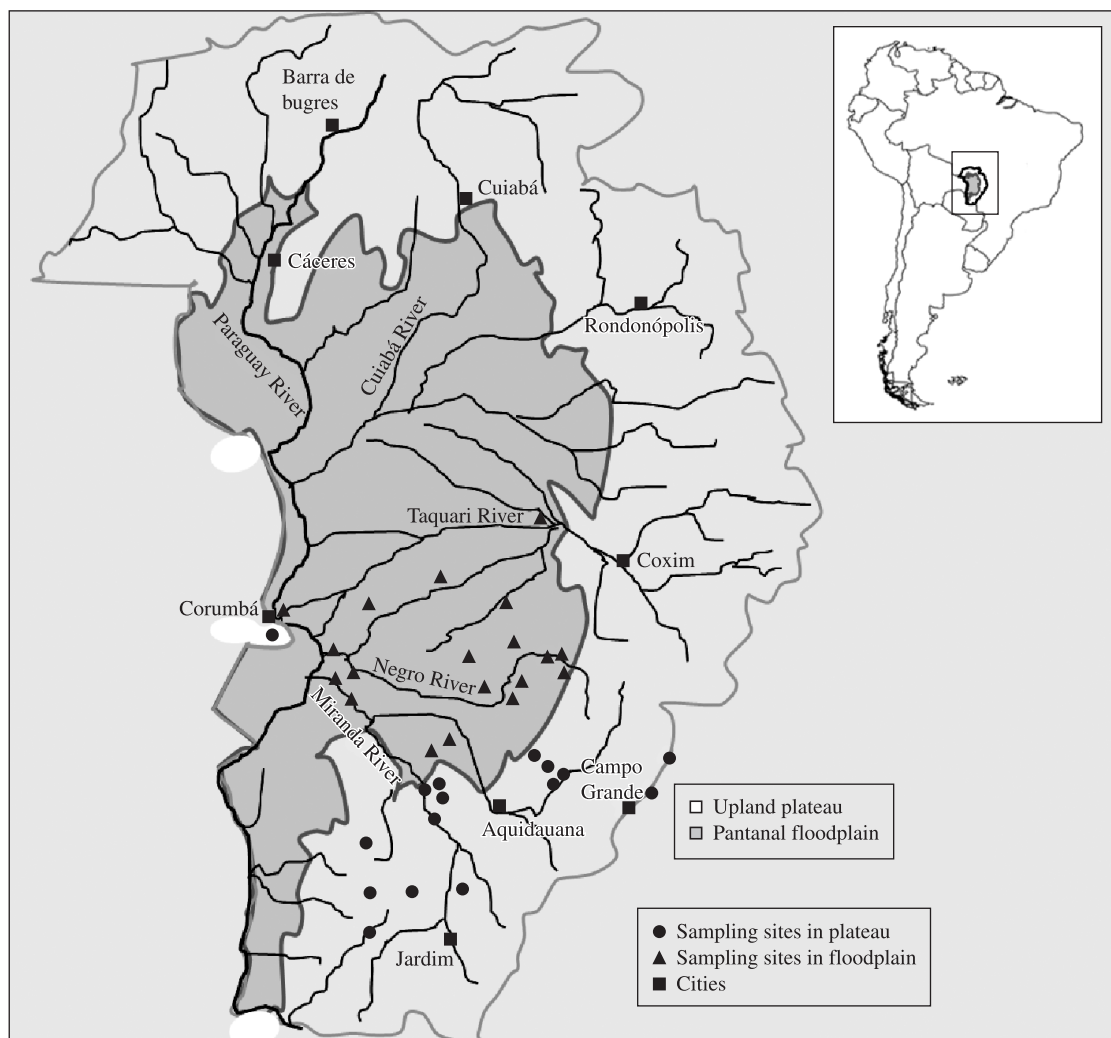 Barra de
bugres
Cuiabá
Cáceres
Rondonópolis
Paraguay River
Cuiabá River
Taquari River
Coxim
Corumbá
Negro River
Miranda River
Campo
Grande
Aquidauana
Jardim
Upland plateau
Pantanal floodplain
Sampling sites in plateau
Sampling sites in floodplain
Cities